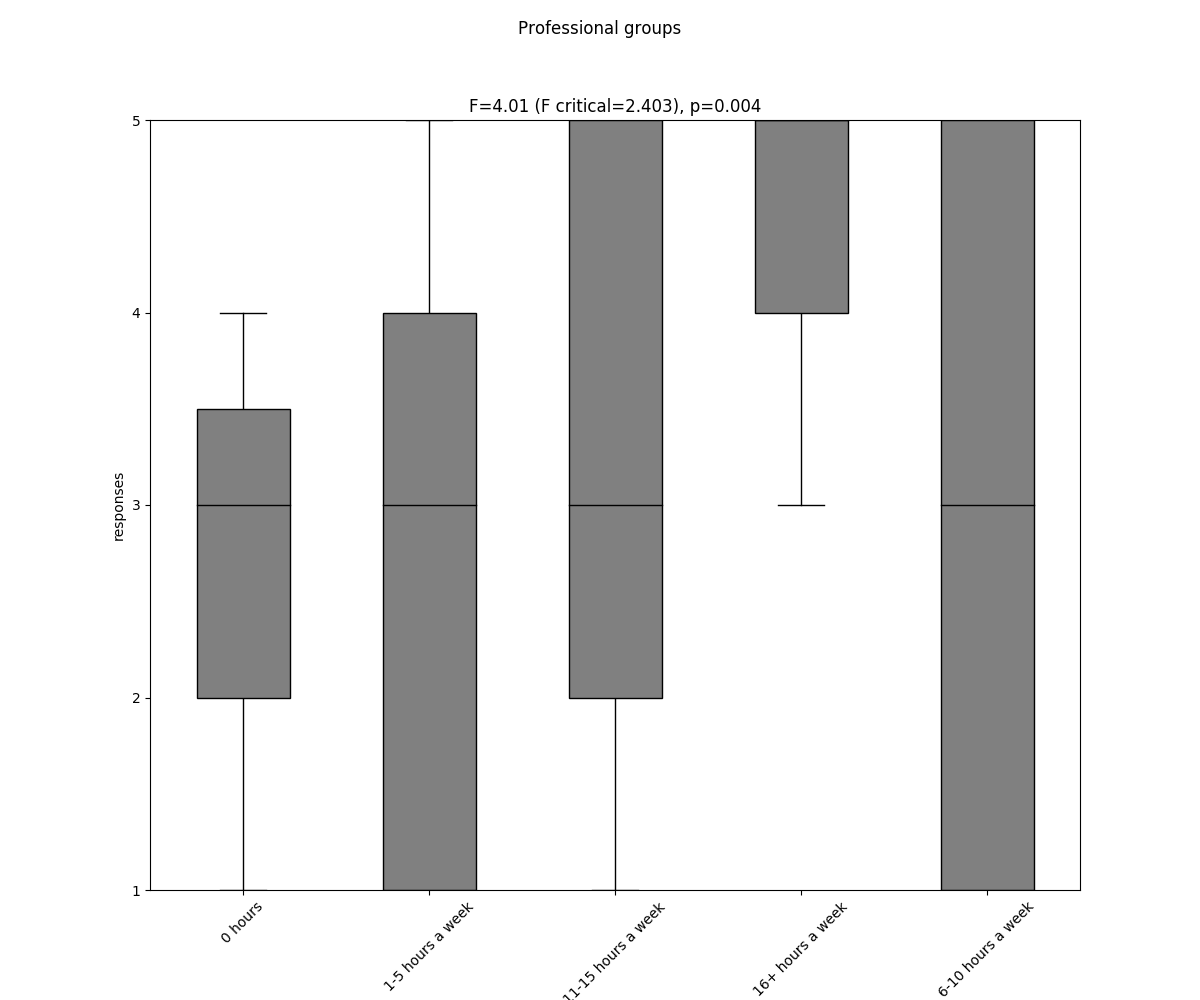 Professional groups
F=4.01 (F critical=2.403), p=0.004
5
4
3
2
1
responses
0 hours
1-5 hours a week
11-15 hours a week
16+ hours a week
6-10 hours a week